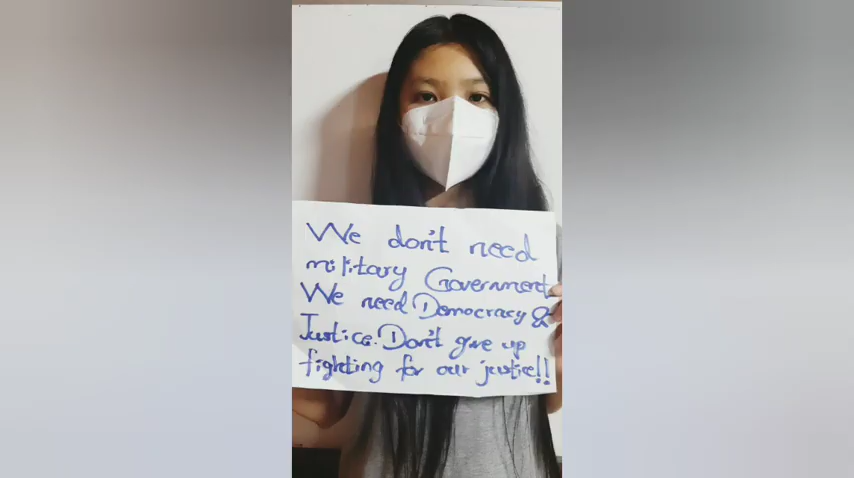 We don't need
military Government
We need Democracy &
Justice. Don't give up
fighting for our justice!!